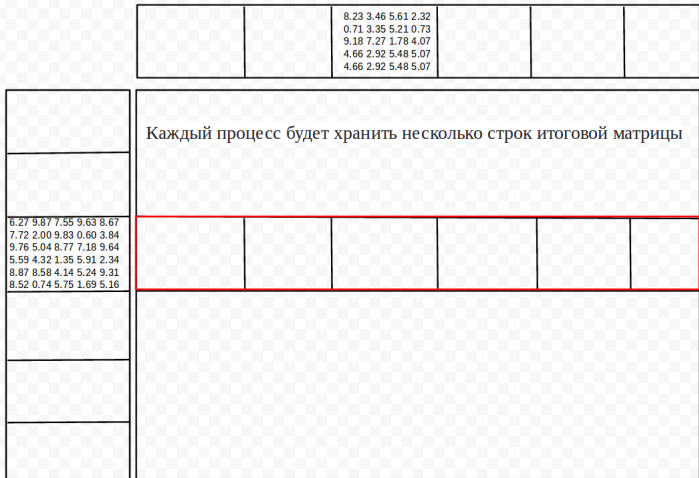 8.23 3.46 5.61 2.32
0.71 3.35 5.21 0.73
9.18 7.27 1.78 4.07
4.66 2.92 5.48 5.07
4.66 2.92 5.48 5.07
Каждый процесс будет хранить несколько строк итоговой матрицы
6.27 9.87 7.55 9.63 8.67
7.72 2.00 9.83 0.60 3.84
9.76 5.04 8.77 7.18 9.64
5.59 4.32 1.35 5.91 2.34
8.87 8.58 4.14 5.24 9.31
8.52 0.74 5.75 1.69 5.16